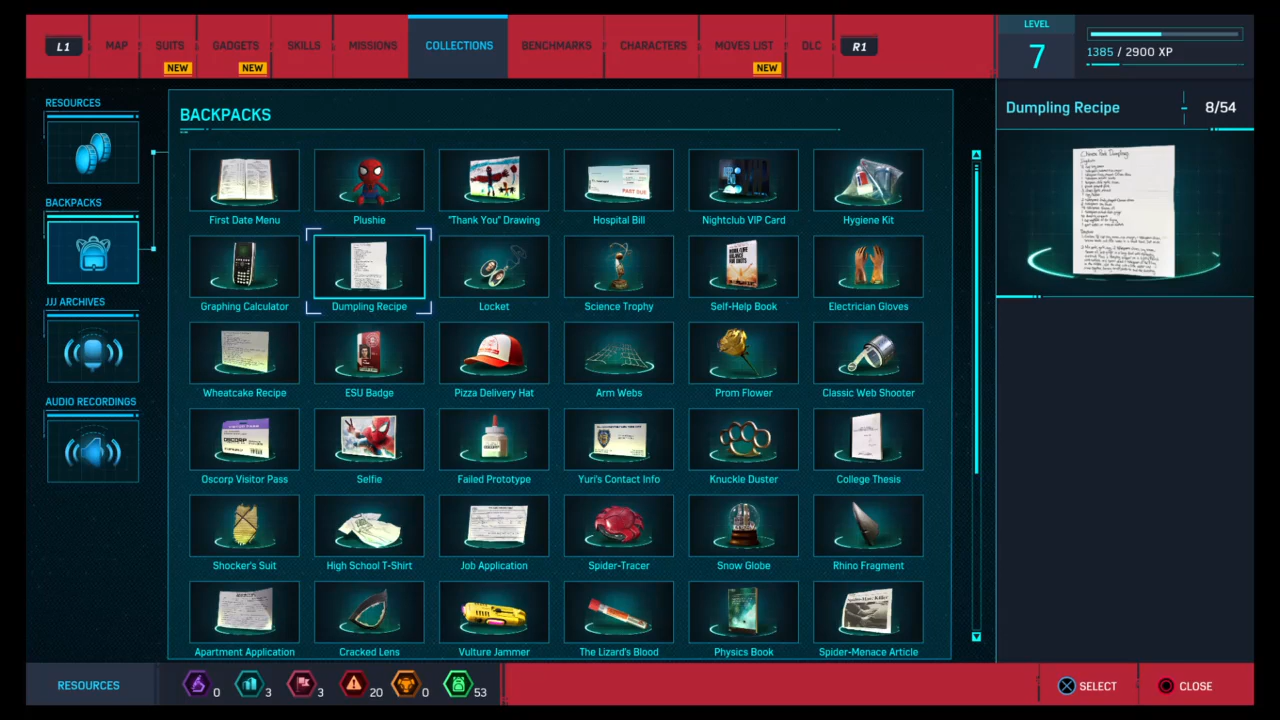 LEVEL
L1 MAP SUITS GADGETS SKILLS MISSIONS COLLECTIONS BENCHMARKS CHARACTERS MOVES LIST DLC R1
7
1385 / 2900 XP
NEW NEW NEW
RESOURCES
BACKPACKS
JJJ ARCHIVES
AUDIO RECORDINGS
BACKPACKS
First Date Menu Plushie "Thank You" Drawing Hospital Bill Nightclub VIP Card Hygiene Kit
Graphing Calculator Dumpling Recipe Locket Science Trophy Self-Help Book Electrician Gloves
Wheatcake Recipe ESU Badge Pizza Delivery Hat Arm Webs Prom Flower Classic Web Shooter
Oscorp Visitor Pass Selfie Failed Prototype Yuri's Contact Info Knuckle Duster College Thesis
Shocker's Suit High School T-Shirt Job Application Spider-Tracer Snow Globe Rhino Fragment
Apartment Application Cracked Lens Vulture Jammer The Lizard's Blood Physics Book Spider-Menace Article
PAST DUE
OSCORP
Dumpling Recipe 8/54
RESOURCES 0 3 3 20 0 53
SELECT CLOSE